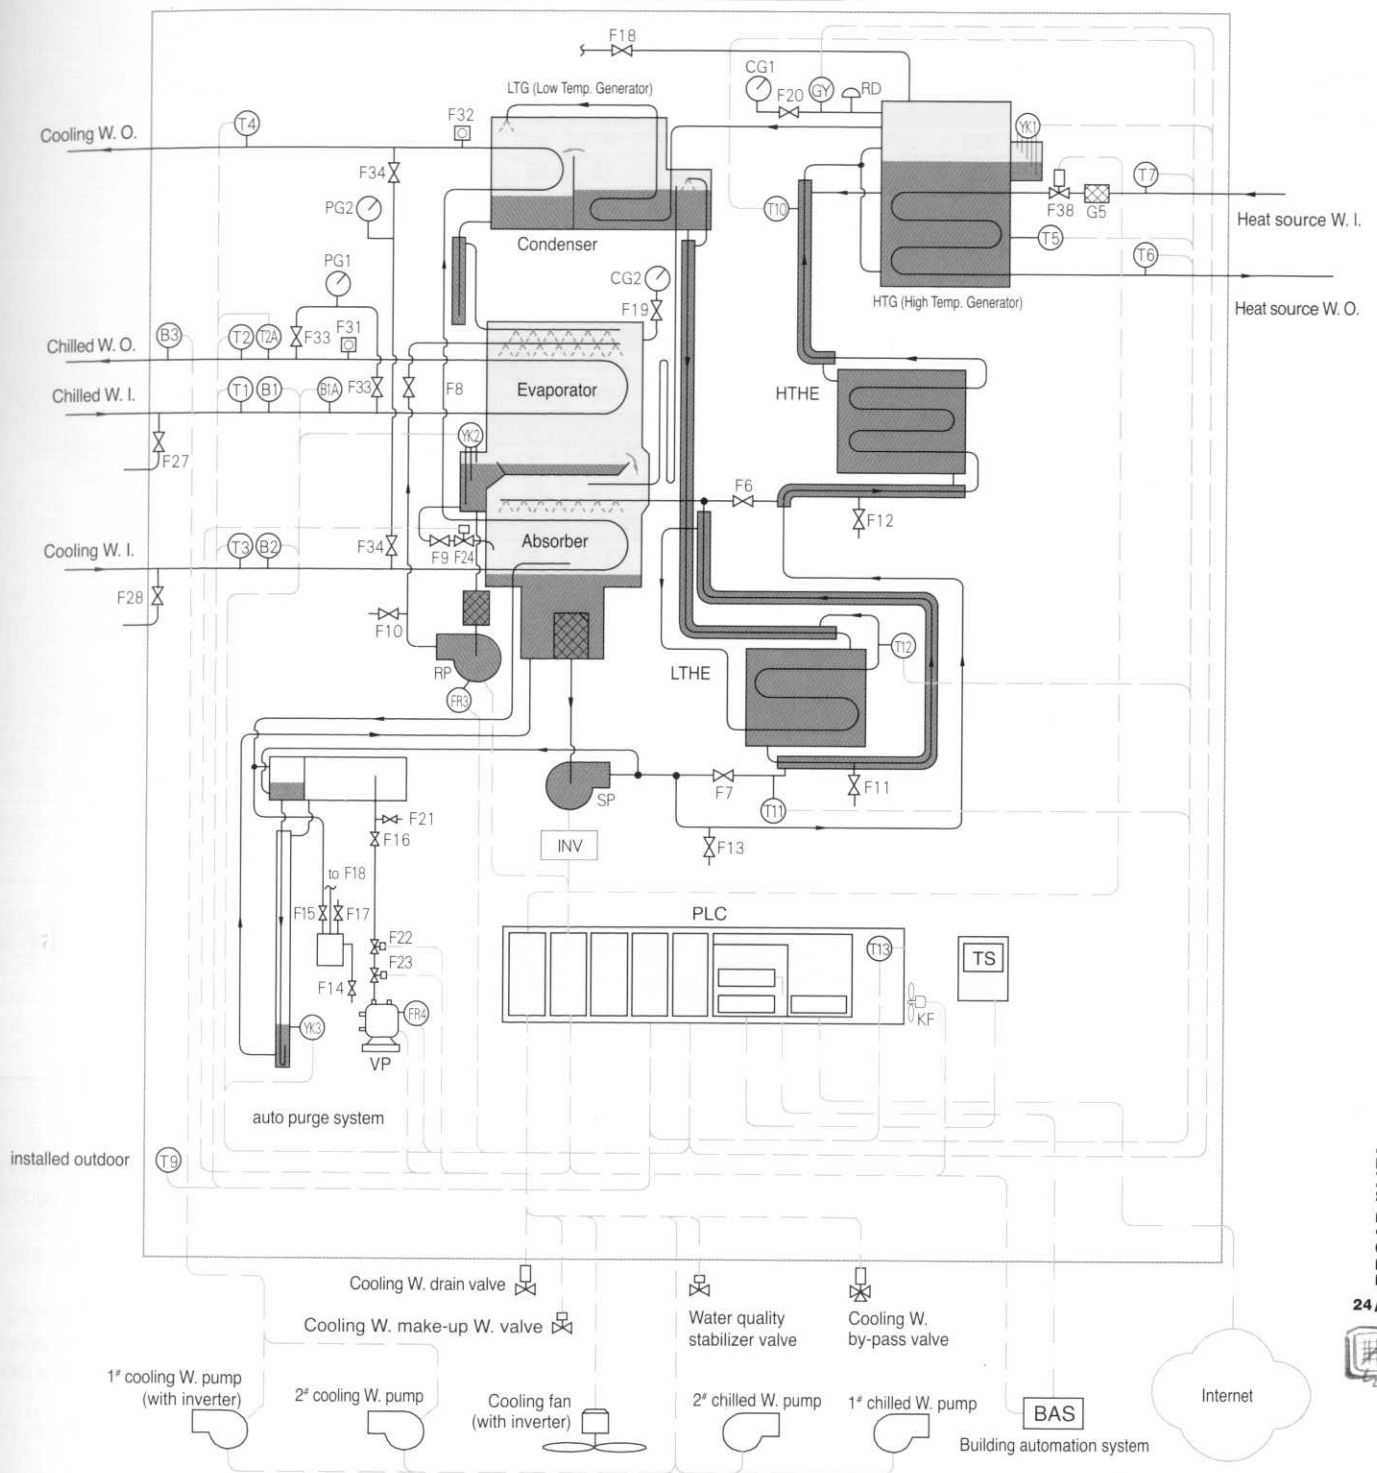 F18
CG1
LTG (Low Temp. Generator)
F20
GY
RD
T4
F32
YK1
Cooling W. O.
F34
T7
PG2
T10
F38
G5
Heat source W. I.
Condenser
T5
T6
PG1
CG2
HTG (High Temp. Generator)
Heat source W. O.
F19
B3
T2
T2A
F33
F31
Chilled W. O.
Chilled W. I.
T1
B1
B1A
F33
F8
Evaporator
HTHE
YK2
F27
F6
F12
Cooling W. I.
T3
B2
F34
F9
F24
Absorber
F28
F10
RP
LTHE
T12
FR3
SP
F7
T11
F11
F21
F16
INV
F13
to F18
F15
F17
PLC
F22
T13
TS
F23
F14
FR4
KF
YK3
VP
auto purge system
installed outdoor
T9
Cooling W. drain valve
Cooling W. make-up W. valve
Water quality
stabilizer valve
Cooling W.
by-pass valve
24/
1# cooling W. pump
(with inverter)
2# cooling W. pump
Cooling fan
(with inverter)
2# chilled W. pump
1# chilled W. pump
BAS
Building automation system
Internet